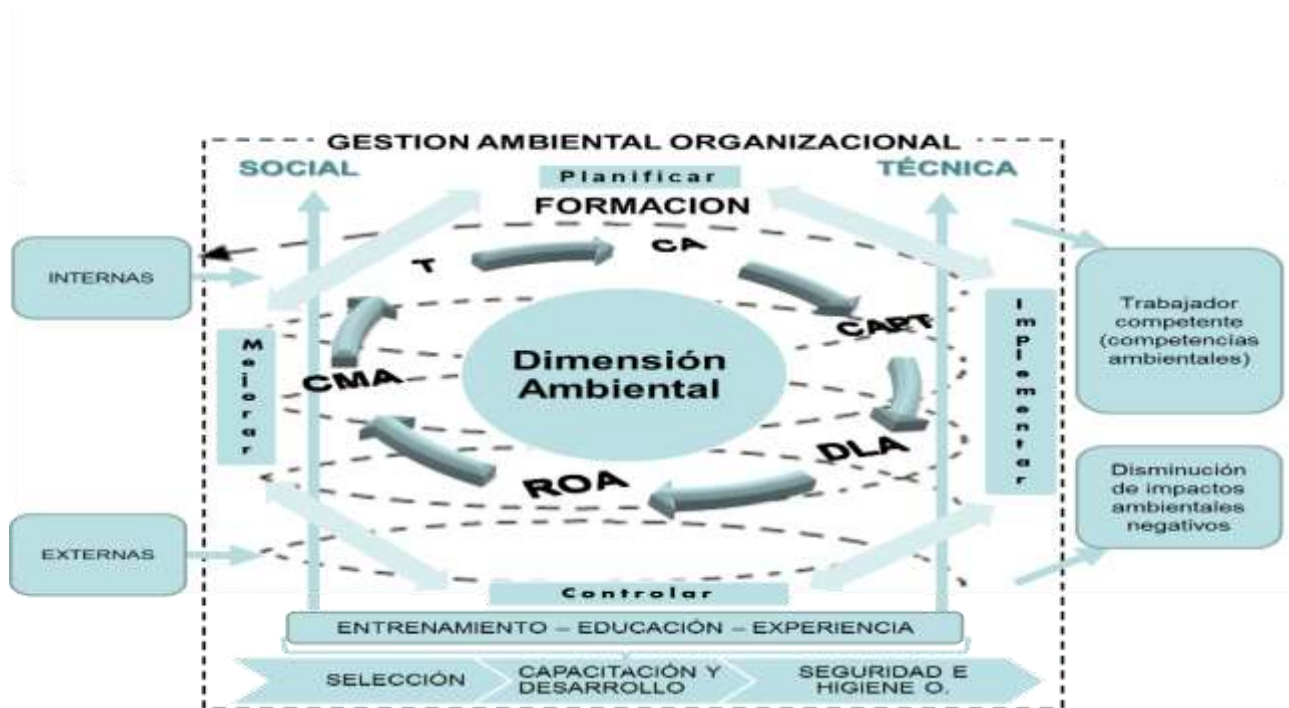 GESTION AMBIENTAL ORGANIZACIONAL
SOCIAL
TÉCNICA
Planificar
FORMACION
INTERNAS
T
CA
CAPT
DLA
ROA
CMA
Dimensión
Ambiental
Mejorar
Implementar
Trabajador
competente
(competencias
ambientales)
EXTERNAS
Disminución
de impactos
ambientales
negativos
Controlar
ENTRENAMIENTO – EDUCACIÓN – EXPERIENCIA
SELECCIÓN
CAPACITACIÓN Y
DESARROLLO
SEGURIDAD E
HIGIENE O.